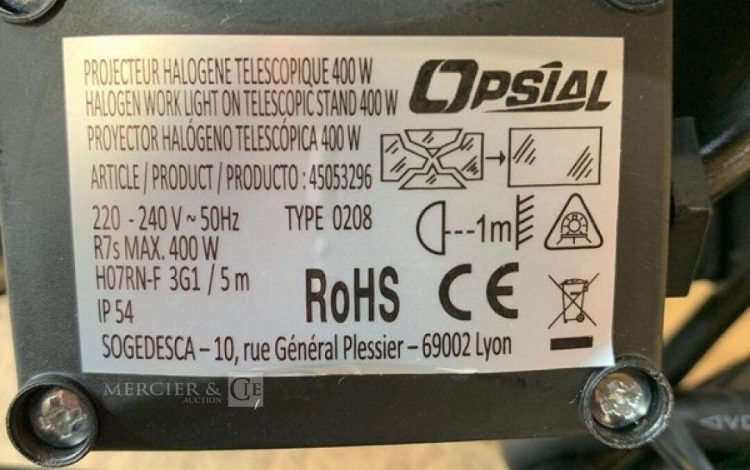 PROJECTEUR HALOGENE TELESCOPIQUE 400 W
HALOGEN WORK LIGHT ON TELESCOPIC STAND 400 W
PROYECTOR HALÓGENO TELESCÓPICA 400 W
OPSIAL
ARTICLE / PRODUCT / PRODUCTO : 45053296
220 - 240 V ~ 50Hz TYPE 0208
R7s MAX. 400 W
H07RN-F 3G1 / 5 m
IP 54
1m
RoHS CE
SOGEDESCA – 10, rue Général Plessier – 69002 Lyon
MERCIER & CIE
AUCTION